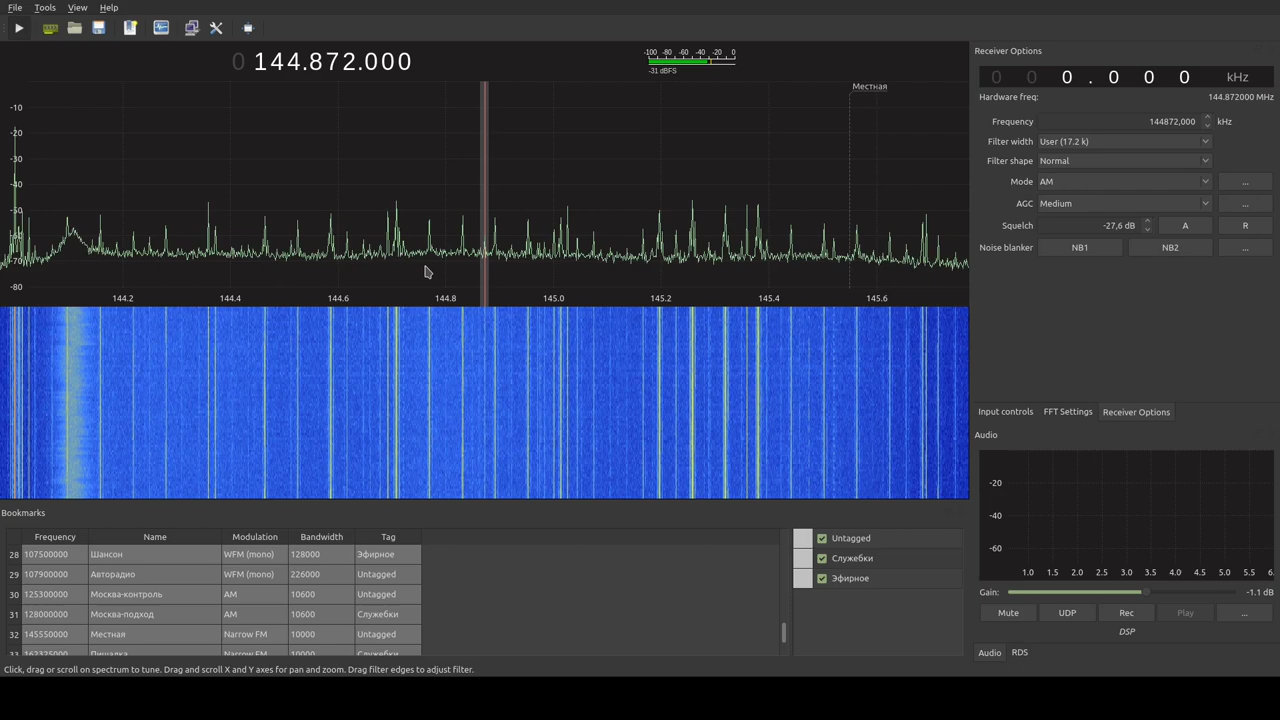 File Tools View Help
0 144.872.000
-100 -80 -60 -40 -20 0
-31 dBFS
Местная
-10
-20
-30
-40
-50
-60
-70
-80
144.2 144.4 144.6 144.8 145.0 145.2 145.4 145.6
Receiver Options
0 0 0 . 0 0 0 kHz
Hardware freq: 144.872000 MHz
Frequency 144872,000 kHz
Filter width User (17.2 k)
Filter shape Normal
Mode AM ...
AGC Medium ...
Squelch -27,6 dB A R
Noise blanker NB1 NB2 ...
Input controls FFT Settings Receiver Options
Audio
-20
-40
-60
1.0 1.5 2.0 2.5 3.0 3.5 4.0 4.5 5.0 5.5 6.
Gain: -1.1 dB
Mute UDP Rec Play ...
DSP
Audio RDS
Bookmarks
Frequency Name Modulation Bandwidth Tag
28 107500000 Шансон WFM (mono) 128000 Эфирное
29 107900000 Авторадио WFM (mono) 226000 Untagged
30 125300000 Москва-контроль AM 10600 Untagged
31 128000000 Москва-подход AM 10600 Служебки
32 145550000 Местная Narrow FM 10000 Untagged
33 162325000 Пищалка Narrow FM 10000 Служебки
Untagged
Служебки
Эфирное
Click, drag or scroll on spectrum to tune. Drag and scroll X and Y axes for pan and zoom. Drag filter edges to adjust filter.